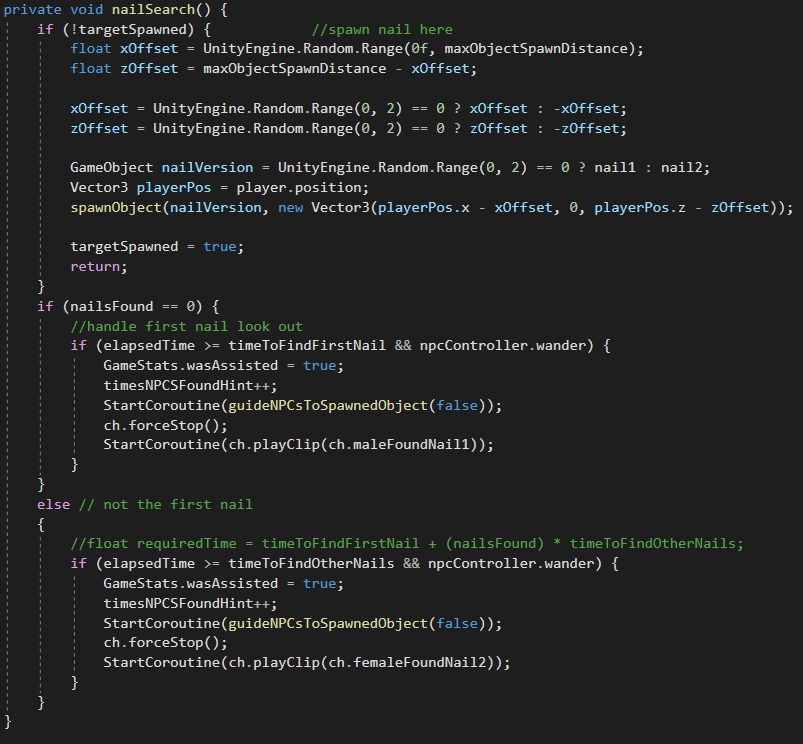 private void nailSearch() {
    if (!targetSpawned) {            //spawn nail here
        float xOffset = UnityEngine.Random.Range(0f, maxObjectSpawnDistance);
        float zOffset = maxObjectSpawnDistance - xOffset;

        xOffset = UnityEngine.Random.Range(0, 2) == 0 ? xOffset : -xOffset;
        zOffset = UnityEngine.Random.Range(0, 2) == 0 ? zOffset : -zOffset;

        GameObject nailVersion = UnityEngine.Random.Range(0, 2) == 0 ? nail1 : nail2;
        Vector3 playerPos = player.position;
        spawnObject(nailVersion, new Vector3(playerPos.x - xOffset, 0, playerPos.z - zOffset));

        targetSpawned = true;
        return;
    }
    if (nailsFound == 0) {
        //handle first nail look out
        if (elapsedTime >= timeToFindFirstNail && npcController.wander) {
            GameStats.wasAssisted = true;
            timesNPCSFoundHint++;
            StartCoroutine(guideNPCsToSpawnedObject(false));
            ch.forceStop();
            StartCoroutine(ch.playClip(ch.maleFoundNail1));
        }
    }
    else // not the first nail
    {
        //float requiredTime = timeToFindFirstNail + (nailsFound) * timeToFindOtherNails;
        if (elapsedTime >= timeToFindOtherNails && npcController.wander) {
            GameStats.wasAssisted = true;
            timesNPCSFoundHint++;
            StartCoroutine(guideNPCsToSpawnedObject(false));
            ch.forceStop();
            StartCoroutine(ch.playClip(ch.femaleFoundNail2));
        }
    }
}